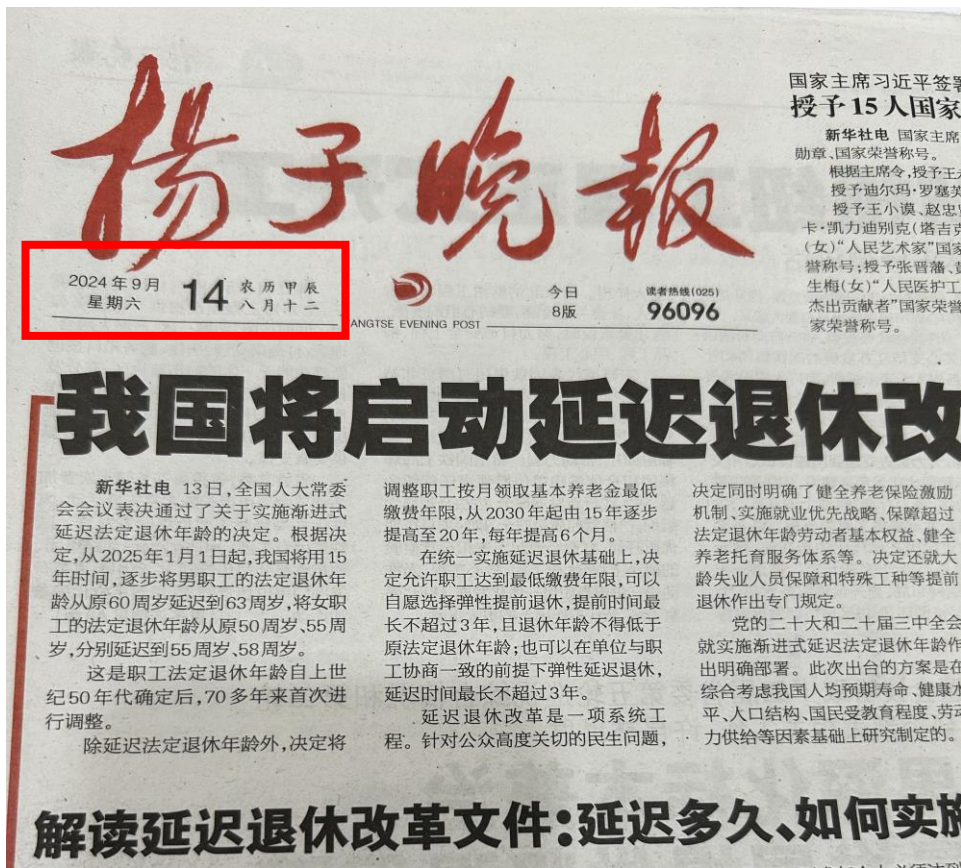 扬子晚报
2024年9月
星期六
14
农历甲辰
八月十二
ANGTSE EVENING POST
今日
8版
读者热线(025)
96096
国家主席习近平签署
授予15人国家
新华社电 国家主席
勋章、国家荣誉称号。
根据主席令,授予王
授予迪尔玛·罗塞芙
授予王小谟、赵忠贤
卡·凯力迪别克(塔吉克
(女)“人民艺术家”国家
誉称号;授予张晋藩、黄
生梅(女)“人民医护工
杰出贡献者”国家荣誉
家荣誉称号。
我国将启动延迟退休改
新华社电 13日,全国人大常委
会会议表决通过了关于实施渐进式
延迟法定退休年龄的决定。根据决
定,从2025年1月1日起,我国将用15
年时间,逐步将男职工的法定退休年
龄从原60周岁延迟到63周岁,将女职
工的法定退休年龄从原50周岁、55周
岁,分别延迟到55周岁、58周岁。
这是职工法定退休年龄自上世
纪50年代确定后,70多年来首次进
行调整。
除延迟法定退休年龄外,决定将
调整职工按月领取基本养老金最低
缴费年限,从2030年起由15年逐步
提高至20年,每年提高6个月。
在统一实施延迟退休基础上,决
定允许职工达到最低缴费年限,可以
自愿选择弹性提前退休,提前时间最
长不超过3年,且退休年龄不得低于
原法定退休年龄;也可以在单位与职
工协商一致的前提下弹性延迟退休,
延迟时间最长不超过3年。
延迟退休改革是一项系统工
程。针对公众高度关切的民生问题,
决定同时明确了健全养老保险激励
机制、实施就业优先战略、保障超过
法定退休年龄劳动者基本权益、健全
养老托育服务体系等。决定还就大
龄失业人员保障和特殊工种等提前
退休作出专门规定。
党的二十大和二十届三中全会
就实施渐进式延迟法定退休年龄作
出明确部署。此次出台的方案是在
综合考虑我国人均预期寿命、健康水
平、人口结构、国民受教育程度、劳动
力供给等因素基础上研究制定的。
解读延迟退休改革文件:延迟多久、如何实施